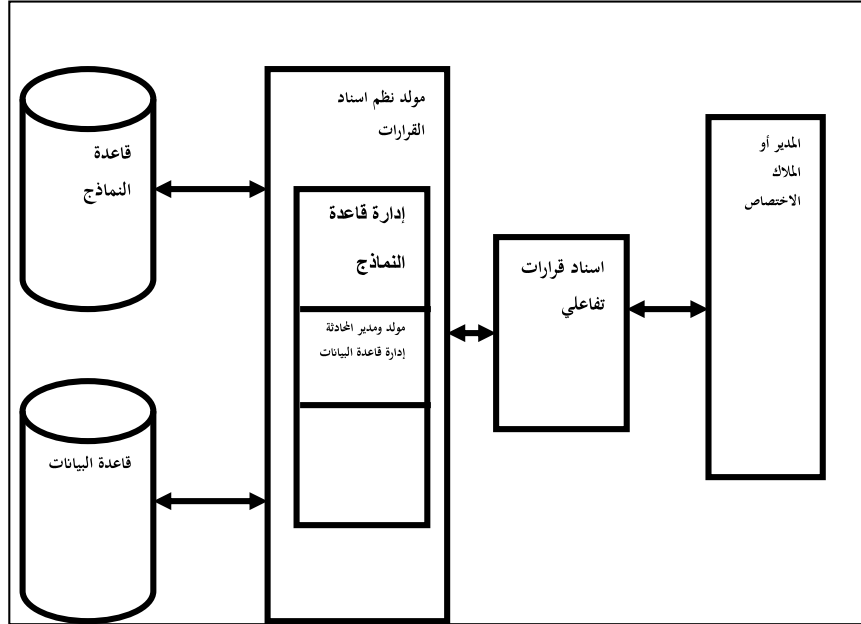 مولد نظم اسناد
القرارات
المدير أو
الملاك
الاختصاص
قاعدة
النماذج
إدارة قاعدة
النماذج
اسناد قرارات
تفاعلي
مولد ومدير المحادثة
إدارة قاعدة البيانات
قاعدة البيانات